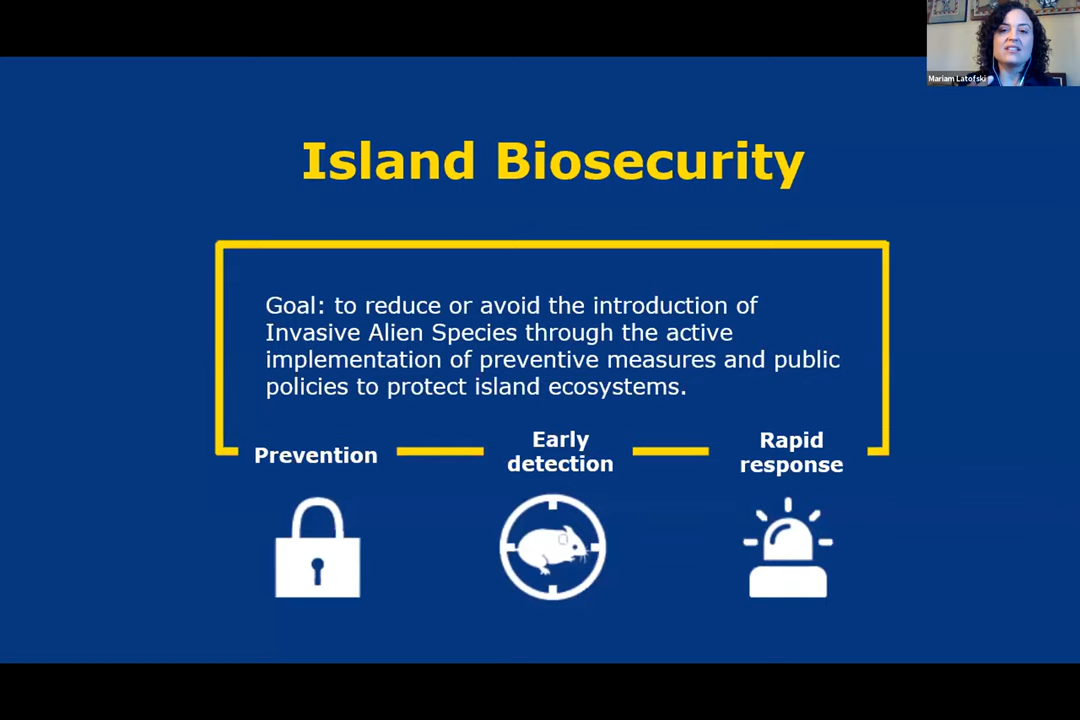 Mariam Latofski
Island Biosecurity
Goal: to reduce or avoid the introduction of
Invasive Alien Species through the active
implementation of preventive measures and public
policies to protect island ecosystems.
Prevention
Early
detection
Rapid
response